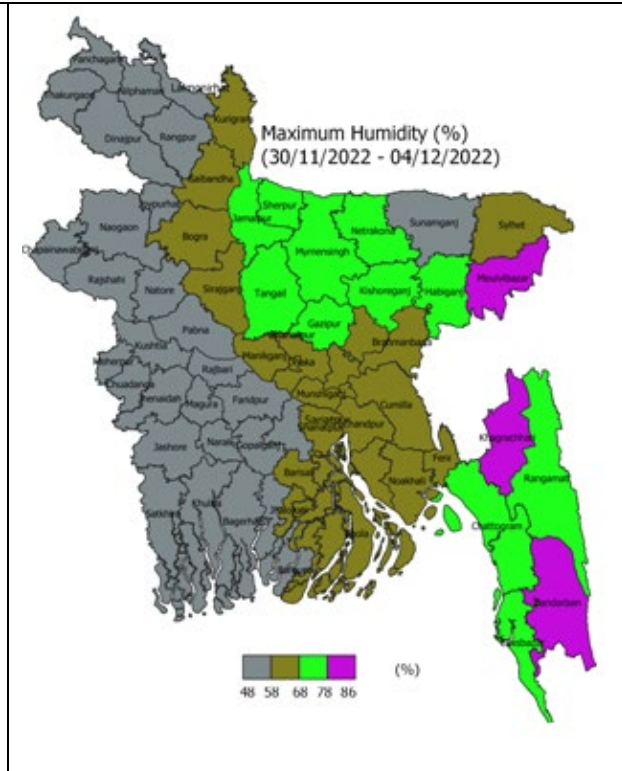 Panchagarh
Lalmonirhat
Thakurgaon
Nilphamari
Kurigram
Dinajpur
Rangpur
Maximum Humidity (%)
(30/11/2022 - 04/12/2022)
Gaibandha
Sherpur
Jamalpur
Netrakona
Sunamganj
Sylhet
Naogaon
Bogra
Mymensingh
Chapainawabganj
Moulvibazar
Rajshahi
Natore
Sirajganj
Tangail
Kishoreganj
Habiganj
Gazipur
Pabna
Kushtia
Manikganj
Dhaka
Meherpur
Rajbari
Chuadanga
Jhenaidah
Magura
Faridpur
Munshiganj
Cumilla
Khagrachhari
Jashore
Narail
Gopalganj
Chandpur
Feni
Rangamati
Barisal
Noakhali
Satkhira
Khulna
Bagerhat
Bhola
Chattogram
Bandarban
48 58 68 78 86
(%)